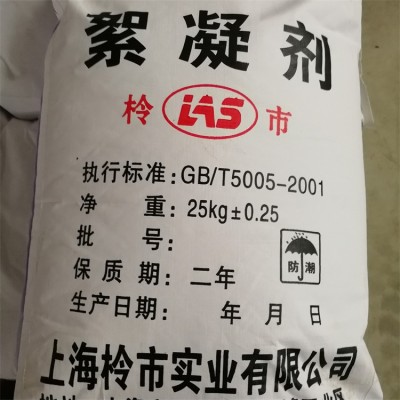 絮凝剂
柃 IAS 市
执行标准:GB/T5005-2001
净 重:25kg±0.25
批 号:
保 质 期:二年
防 潮
生产日期: 年 月 日
上海柃市实业有限公司